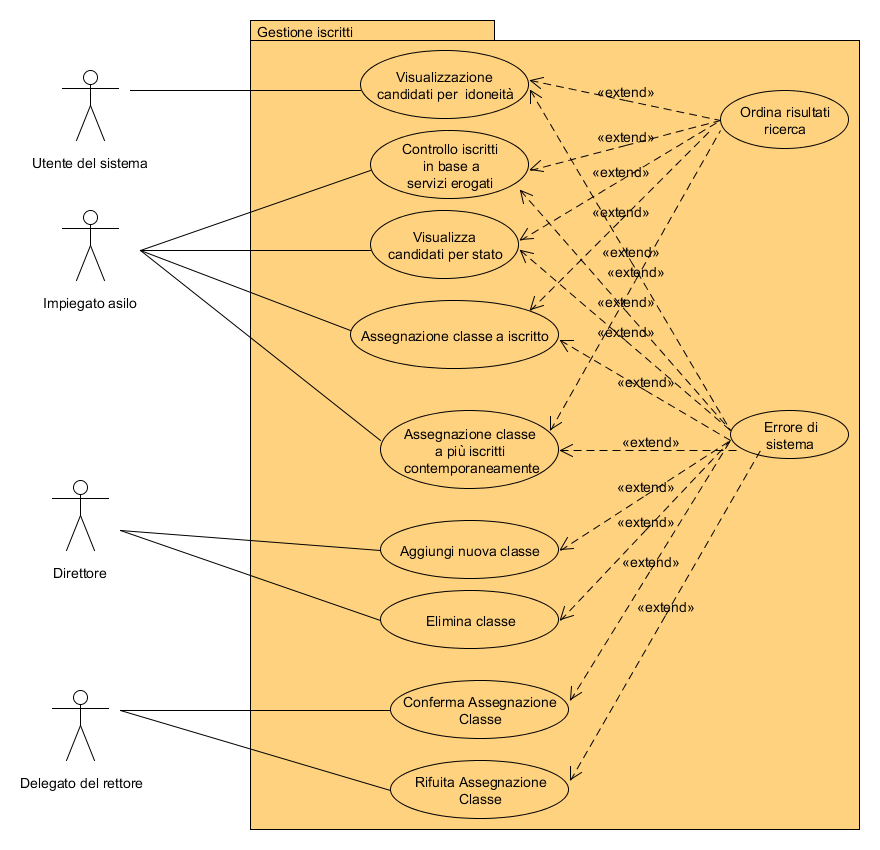 Gestione iscritti
Visualizzazione
candidati per idoneità
«extend»
Ordina risultati
ricerca
Utente del sistema
Controllo iscritti
in base a
servizi erogati
«extend»
«extend»
«extend»
Visualizza
candidati per stato
«extend»
«extend»
Impiegato asilo
«extend»
Assegnazione classe a iscritto
«extend»
«extend»
Assegnazione classe
a più iscritti
contemporaneamente
«extend»
Errore di
sistema
«extend»
«extend»
Aggiungi nuova classe
Direttore
«extend»
Elimina classe
«extend»
Conferma Assegnazione
Classe
Delegato del rettore
Rifiuta Assegnazione
Classe